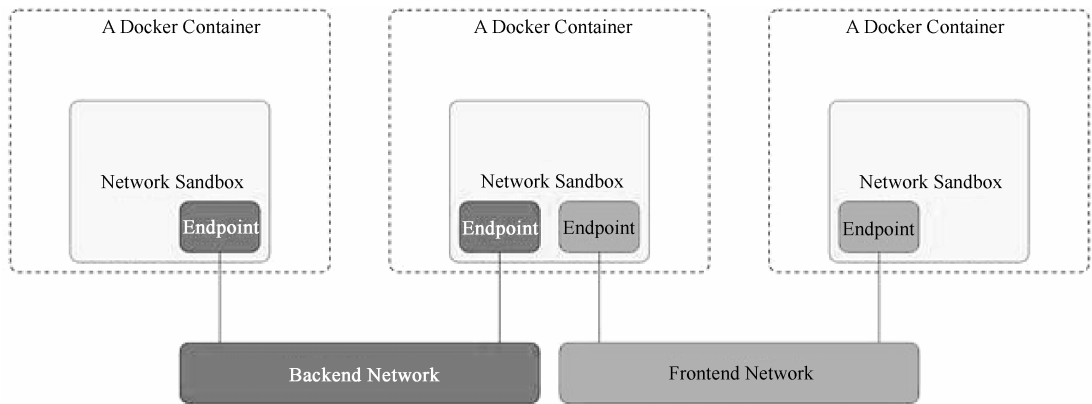 A Docker Container
A Docker Container
A Docker Container
Network Sandbox
Network Sandbox
Network Sandbox
Endpoint
Endpoint
Endpoint
Endpoint
Backend Network
Frontend Network